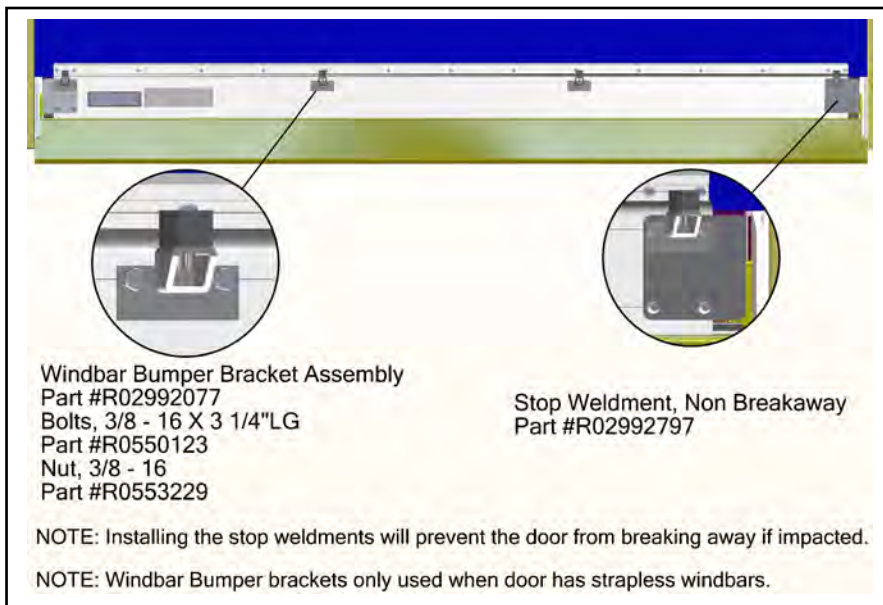 Windbar Bumper Bracket Assembly
Part #R02992077
Bolts, 3/8 - 16 X 3 1/4"LG
Part #R0550123
Nut, 3/8 - 16
Part #R0553229
Stop Weldment, Non Breakaway
Part #R02992797
NOTE: Installing the stop weldments will prevent the door from breaking away if impacted.
NOTE: Windbar Bumper brackets only used when door has strapless windbars.